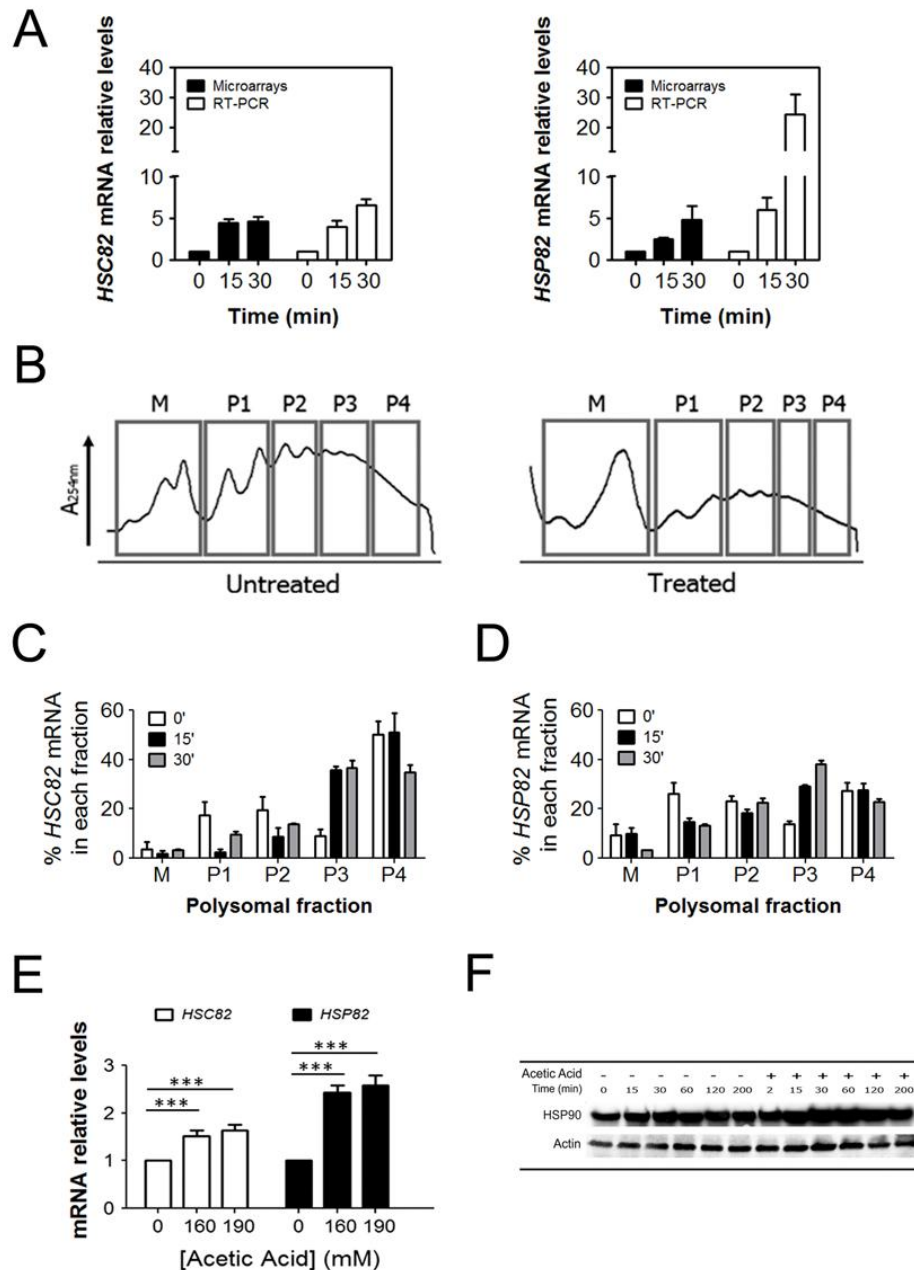 A
HSC82 mRNA relative levels
40
30
20
10
5
0
Microarrays
RT-PCR
0 15 30 0 15 30
Time (min)
HSP82 mRNA relative levels
40
30
20
10
5
0
Microarrays
RT-PCR
0 15 30 0 15 30
Time (min)
B
A254nm
M P1 P2 P3 P4
Untreated
M P1 P2 P3 P4
Treated
C
% HSC82 mRNA
in each fraction
60
40
20
0
0'
15'
30'
M P1 P2 P3 P4
Polysomal fraction
D
% HSP82 mRNA
in each fraction
60
40
20
0
0'
15'
30'
M P1 P2 P3 P4
Polysomal fraction
E
mRNA relative levels
HSC82 HSP82
3
2
1
0
***
***
***
***
0 160 190 0 160 190
[Acetic Acid] (mM)
F
Acetic Acid - - - - - - + + + + + +
Time (min) 0 15 30 60 120 200 2 15 30 60 120 200
HSP90
Actin